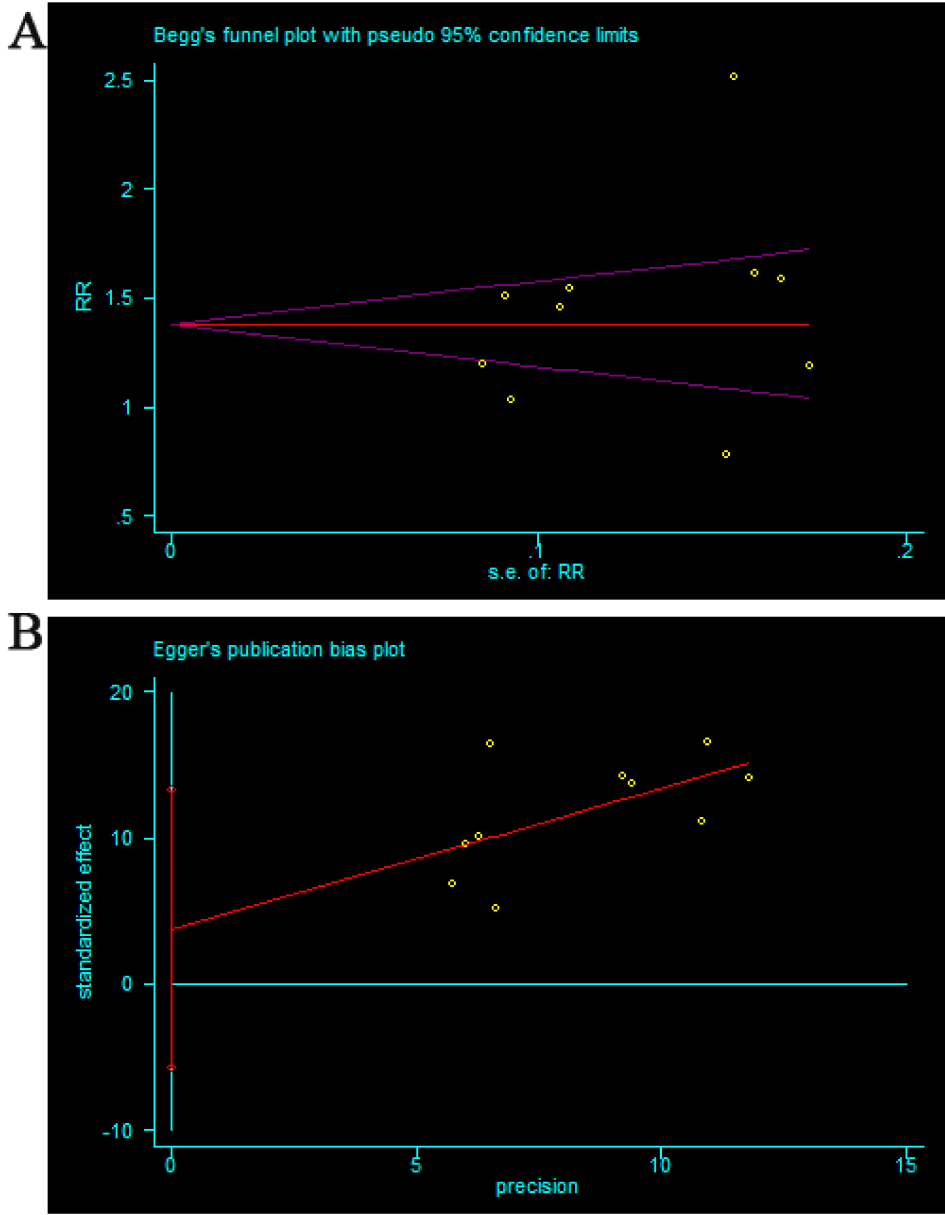 A
Begg's funnel plot with pseudo 95% confidence limits
2.5
2
1.5
1
.5
RR
0
.1
.2
s.e. of: RR
B
Egger's publication bias plot
20
10
0
-10
standardized effect
0
5
10
15
precision